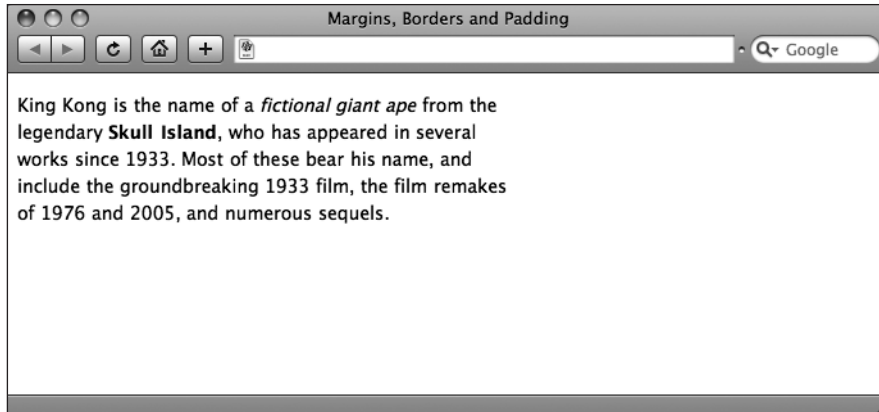 Margins, Borders and Padding
Google
King Kong is the name of a fictional giant ape from the
legendary Skull Island, who has appeared in several
works since 1933. Most of these bear his name, and
include the groundbreaking 1933 film, the film remakes
of 1976 and 2005, and numerous sequels.